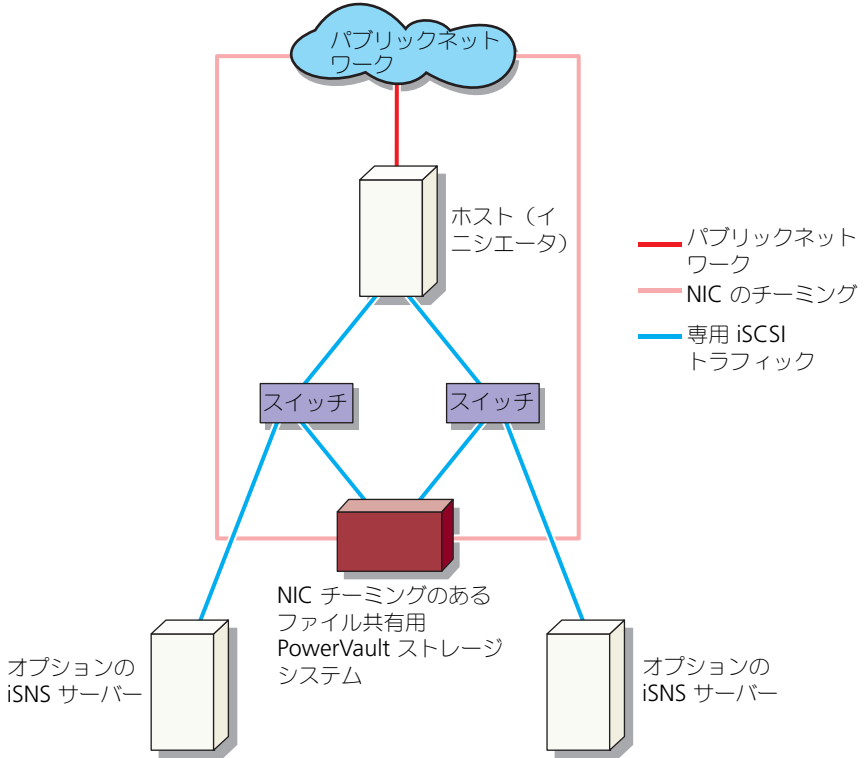 パブリックネット
ワーク
ホスト（イ
ニシエータ）
パブリックネット
ワーク
NIC のチーミング
専用 iSCSI
トラフィック
スイッチ
スイッチ
NIC チーミングのある
ファイル共有用
PowerVault ストレージ
システム
オプションの
iSNS サーバー
オプションの
iSNS サーバー